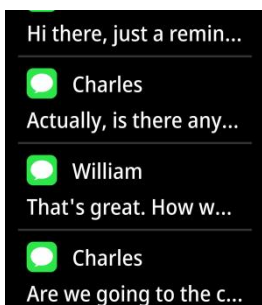 Hi there, just a remin...
Charles
Actually, is there any...
William
That's great. How w...
Charles
Are we going to the c...